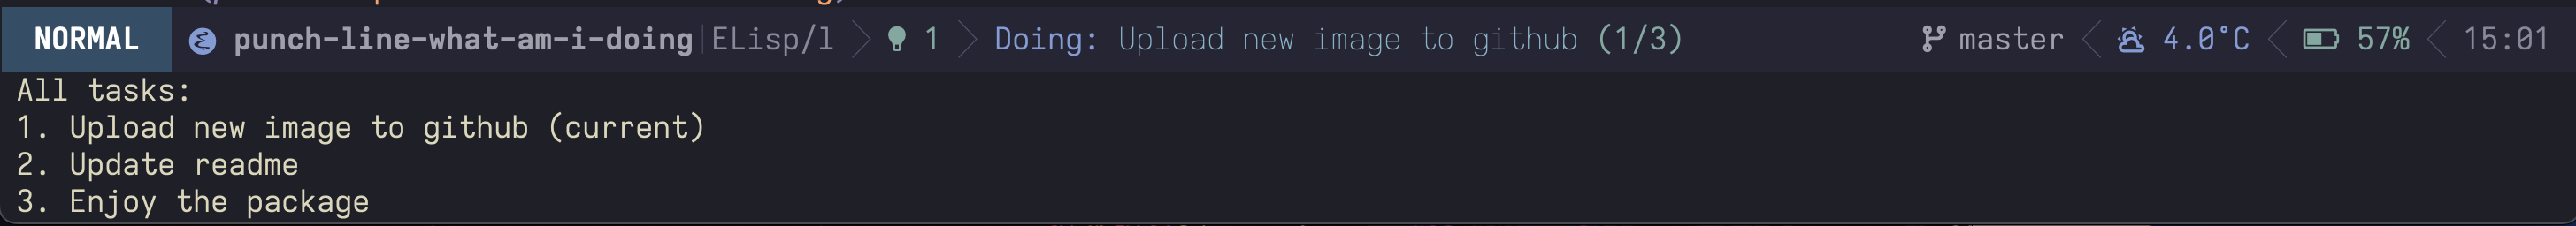 NORMAL punch-line-what-am-i-doing ELisp/l 1 Doing: Upload new image to github (1/3) master 4.0°C 57% 15:01
All tasks:
1. Upload new image to github (current)
2. Update readme
3. Enjoy the package